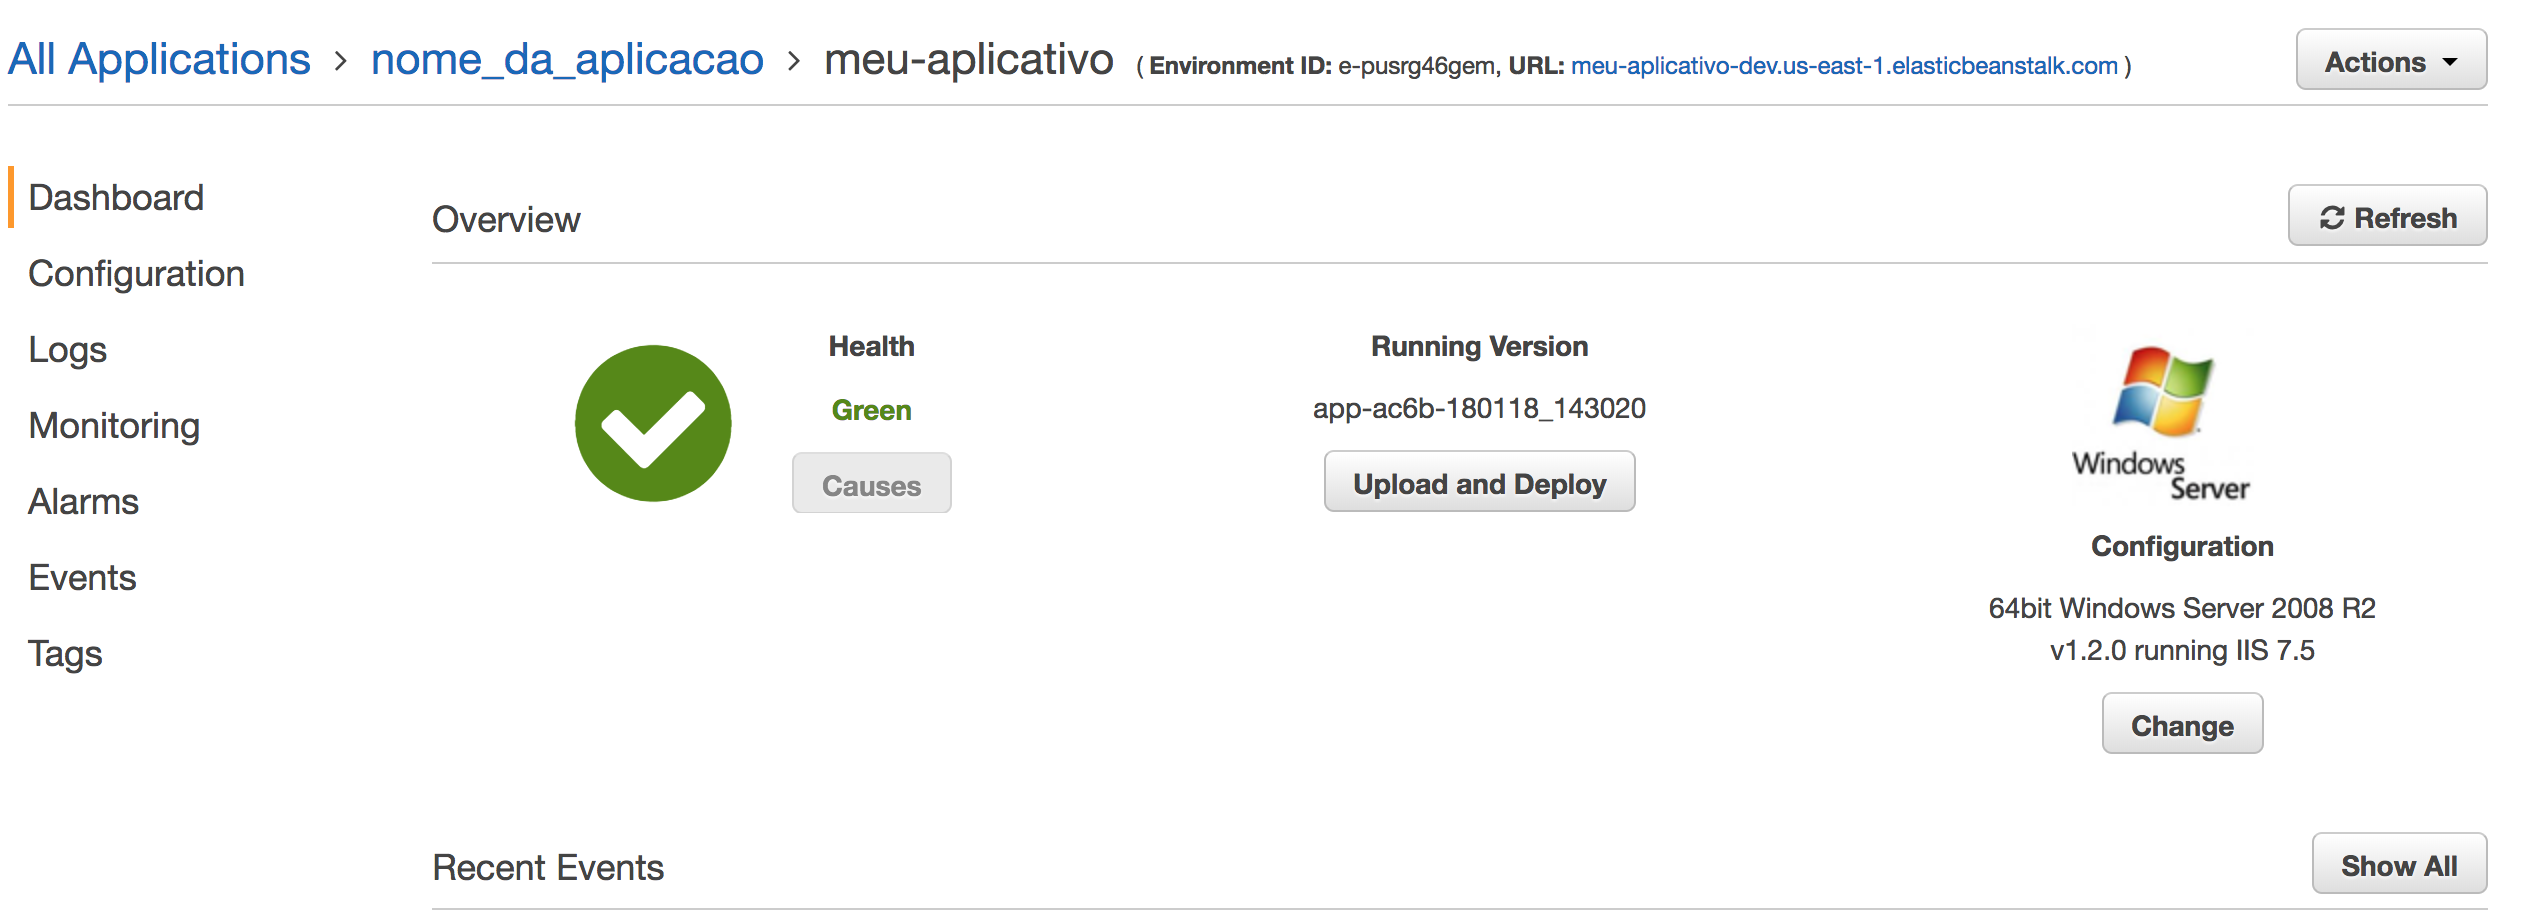 All Applications > nome_da_aplicacao > meu-aplicativo ( Environment ID: e-pusrg46gem, URL: meu-aplicativo-dev.us-east-1.elasticbeanstalk.com )
Actions
Dashboard
Configuration
Logs
Monitoring
Alarms
Events
Tags
Overview
Refresh
Health
Green
Causes
Running Version
app-ac6b-180118_143020
Upload and Deploy
Windows
Server
Configuration
64bit Windows Server 2008 R2
v1.2.0 running IIS 7.5
Change
Recent Events
Show All